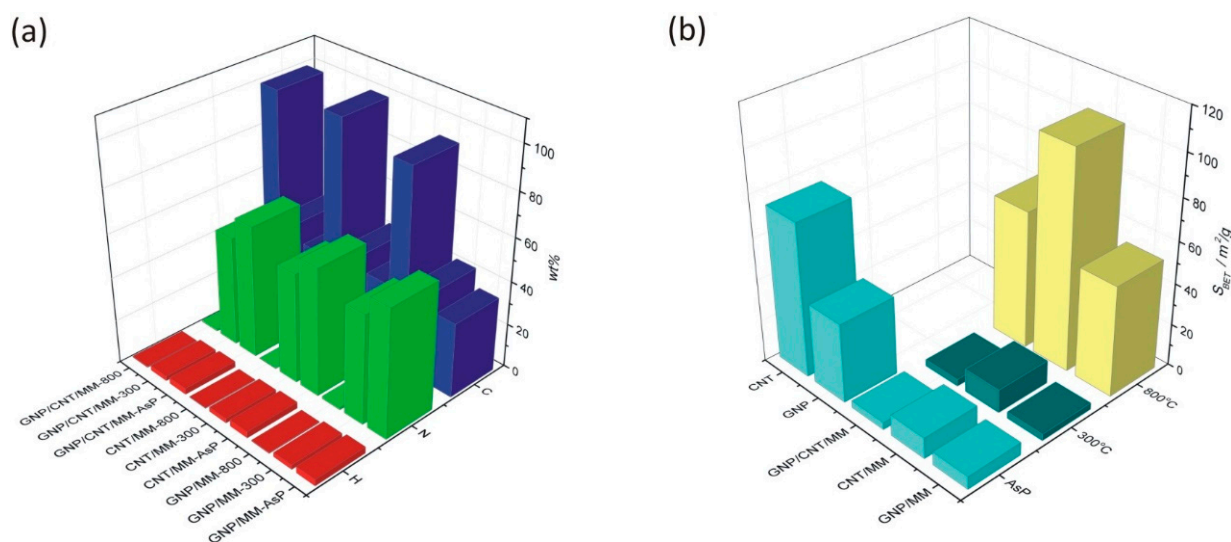 (a)
100
80
60
40
20
0
wt%
C
N
H
GNP/CNT/MM-800
GNP/CNT/MM-300
GNP/CNT/MM-AsP
CNT/MM-800
CNT/MM-300
CNT/MM-AsP
GNP/MM-800
GNP/MM-300
GNP/MM-AsP
(b)
120
100
80
60
40
20
0
S_BET / m²/g
800°C
300°C
AsP
CNT
GNP
GNP/CNT/MM
CNT/MM
GNP/MM